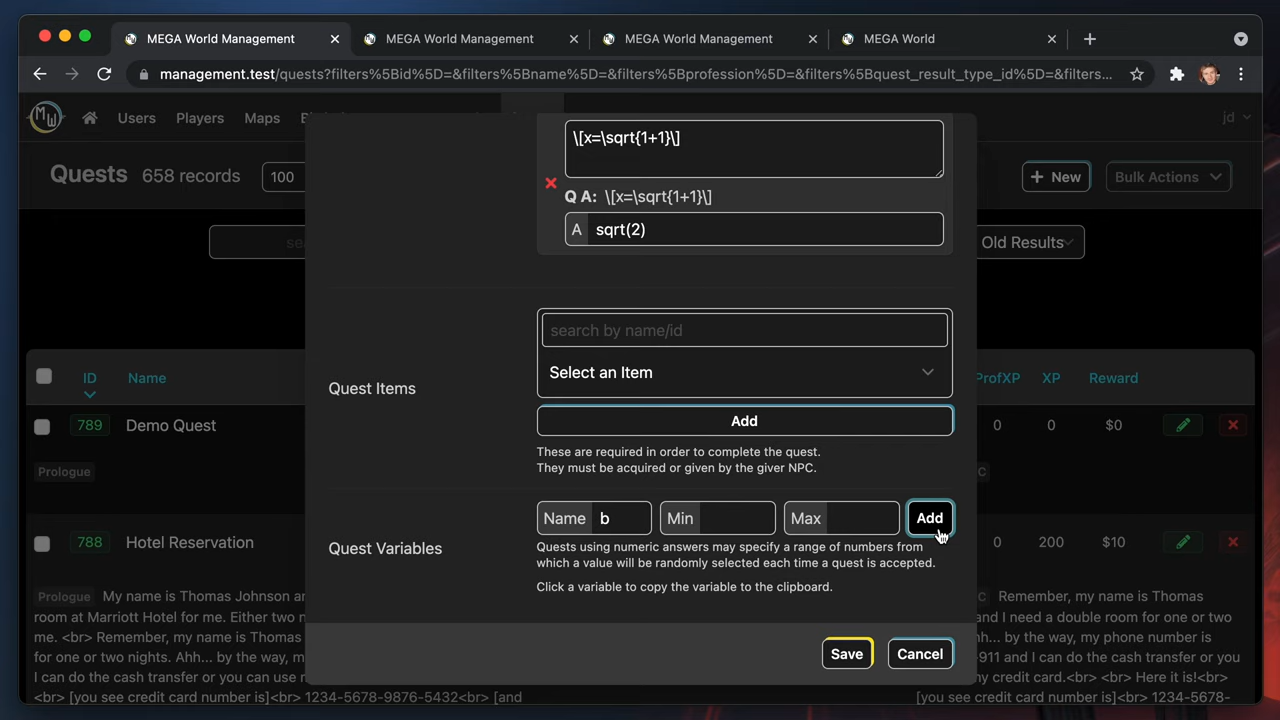 MEGA World Management
MEGA World Management
MEGA World Management
MEGA World
management.test/quests?filters%5Bid%5D=&filters%5Bname%5D=&filters%5Bprofession%5D=&filters%5Bquest_result_type_id%5D=&filters...
MW
Users
Players
Maps
jd
Quests
658 records
100
+ New
Bulk Actions
Old Results
\[x=\sqrt{1+1}\]
Q A: \[x=\sqrt{1+1}\]
A sqrt(2)
Quest Items
search by name/id
Select an Item
Add
These are required in order to complete the quest.
They must be acquired or given by the giver NPC.
Quest Variables
Name b
Min
Max
Add
Quests using numeric answers may specify a range of numbers from
which a value will be randomly selected each time a quest is accepted.
Click a variable to copy the variable to the clipboard.
Save
Cancel
ID
Name
ProfXP
XP
Reward
789
Demo Quest
0
0
$0
Prologue
788
Hotel Reservation
200
$10
Prologue
My name is Thomas Johnson
room at Marriott Hotel for me. Either two
me. <br> Remember, my name is Thomas
for one or two nights. Ahh... by the way, m
I can do the cash transfer or you can use
<br> [you see credit card number is]<br> 1234-5678-9876-5432<br> [and
Remember, my name is Thomas
and I need a double room for one or two
by the way, my phone number is
911 and I can do the cash transfer or you
card.<br> <br> Here it is!<br>
[you see credit card number is]<br> 1234-5678-